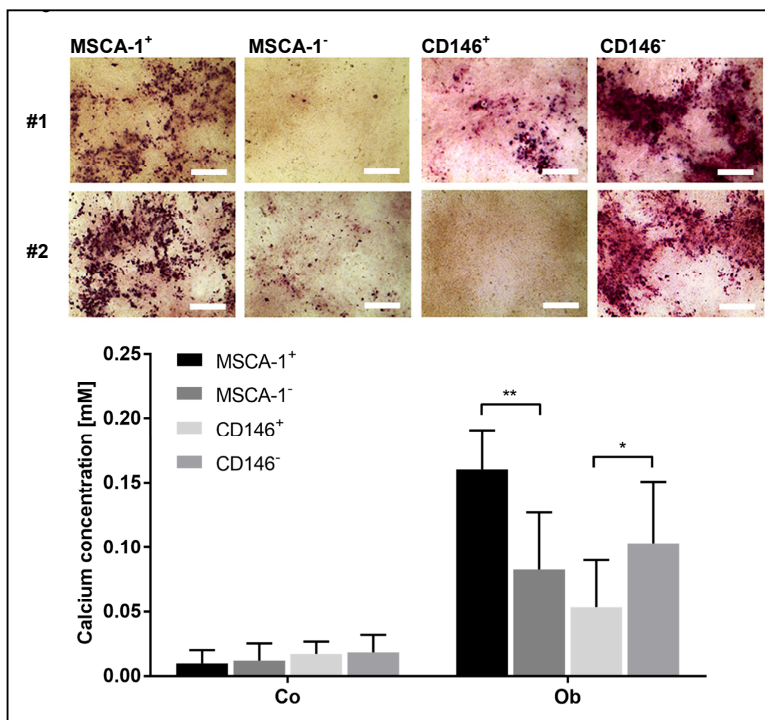 MSCA-1⁺ MSCA-1⁻ CD146⁺ CD146⁻
#1
#2
Calcium concentration [mM]
0.25
0.20
0.15
0.10
0.05
0.00
MSCA-1⁺
MSCA-1⁻
CD146⁺
CD146⁻
**
*
Co Ob